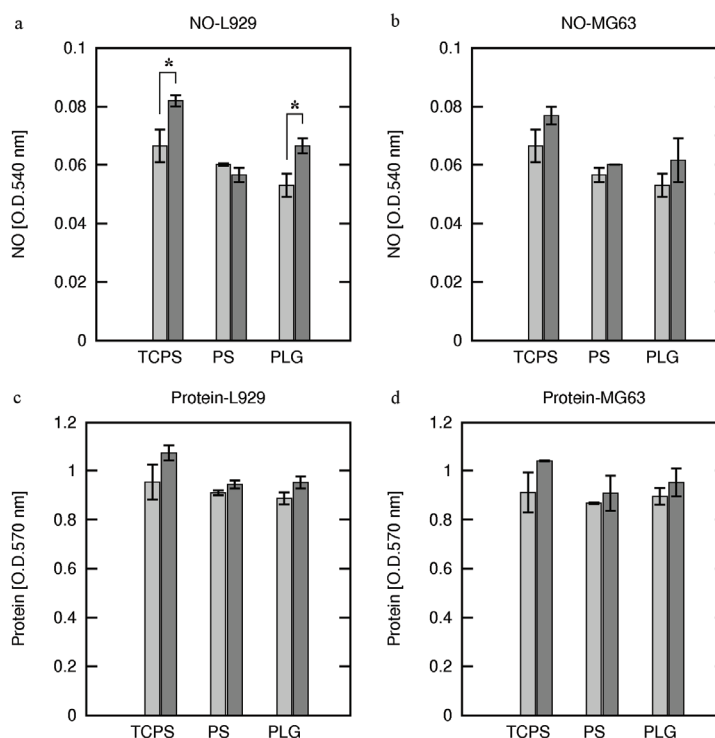 a
NO-L929
NO [O.D.540 nm]
0.1
0.08
0.06
0.04
0.02
0
*
*
TCPS PS PLG
b
NO-MG63
NO [O.D.540 nm]
0.1
0.08
0.06
0.04
0.02
0
TCPS PS PLG
c
Protein-L929
Protein [O.D.570 nm]
1.2
1
0.8
0.6
0.4
0.2
0
TCPS PS PLG
d
Protein-MG63
Protein [O.D.570 nm]
1.2
1
0.8
0.6
0.4
0.2
0
TCPS PS PLG